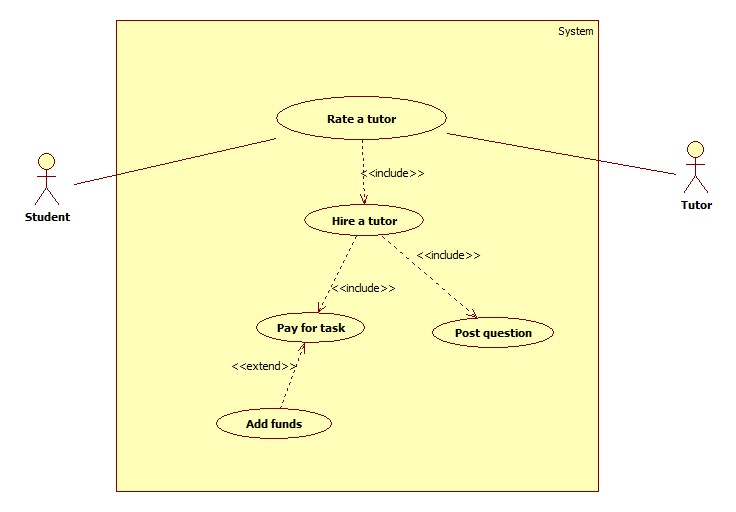 System
Rate a tutor
<<include>>
Student
Tutor
Hire a tutor
<<include>>
<<include>>
Pay for task
Post question
<<extend>>
Add funds